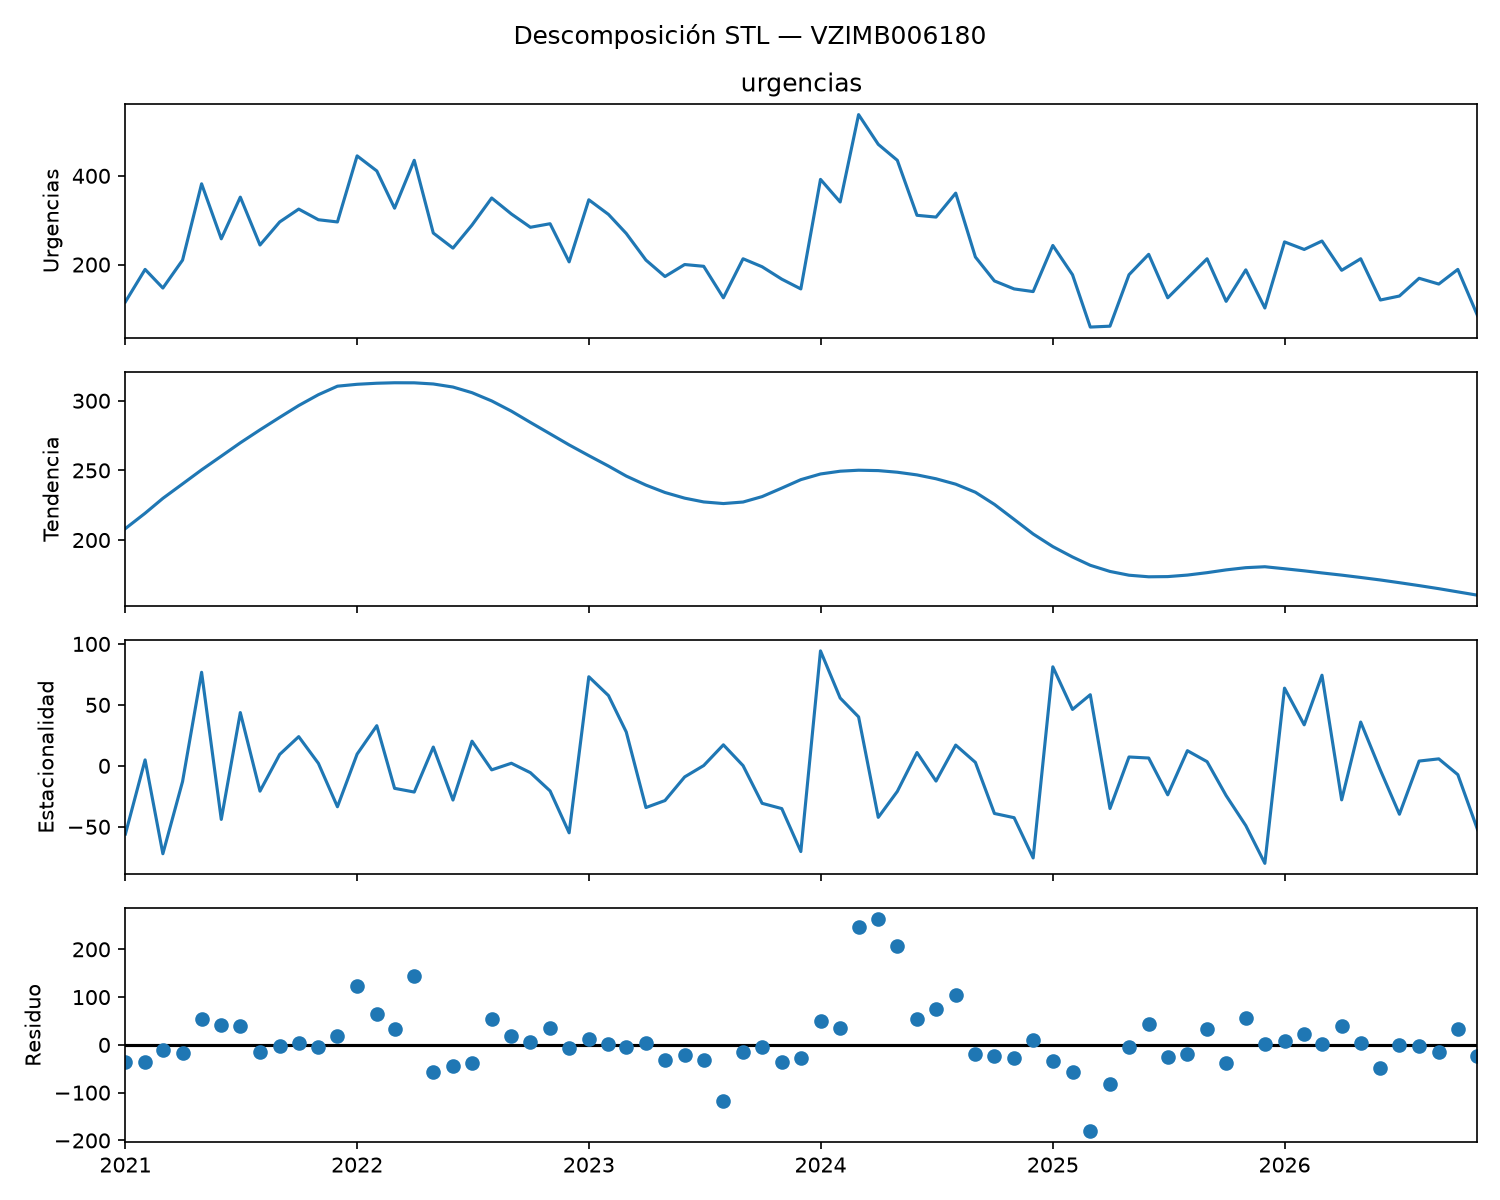 Descomposición STL — VZIMB006180
urgencias
Urgencias
400
200
Tendencia
300
250
200
Estacionalidad
100
50
0
−50
Residuo
200
100
0
−100
−200
2021 2022 2023 2024 2025 2026